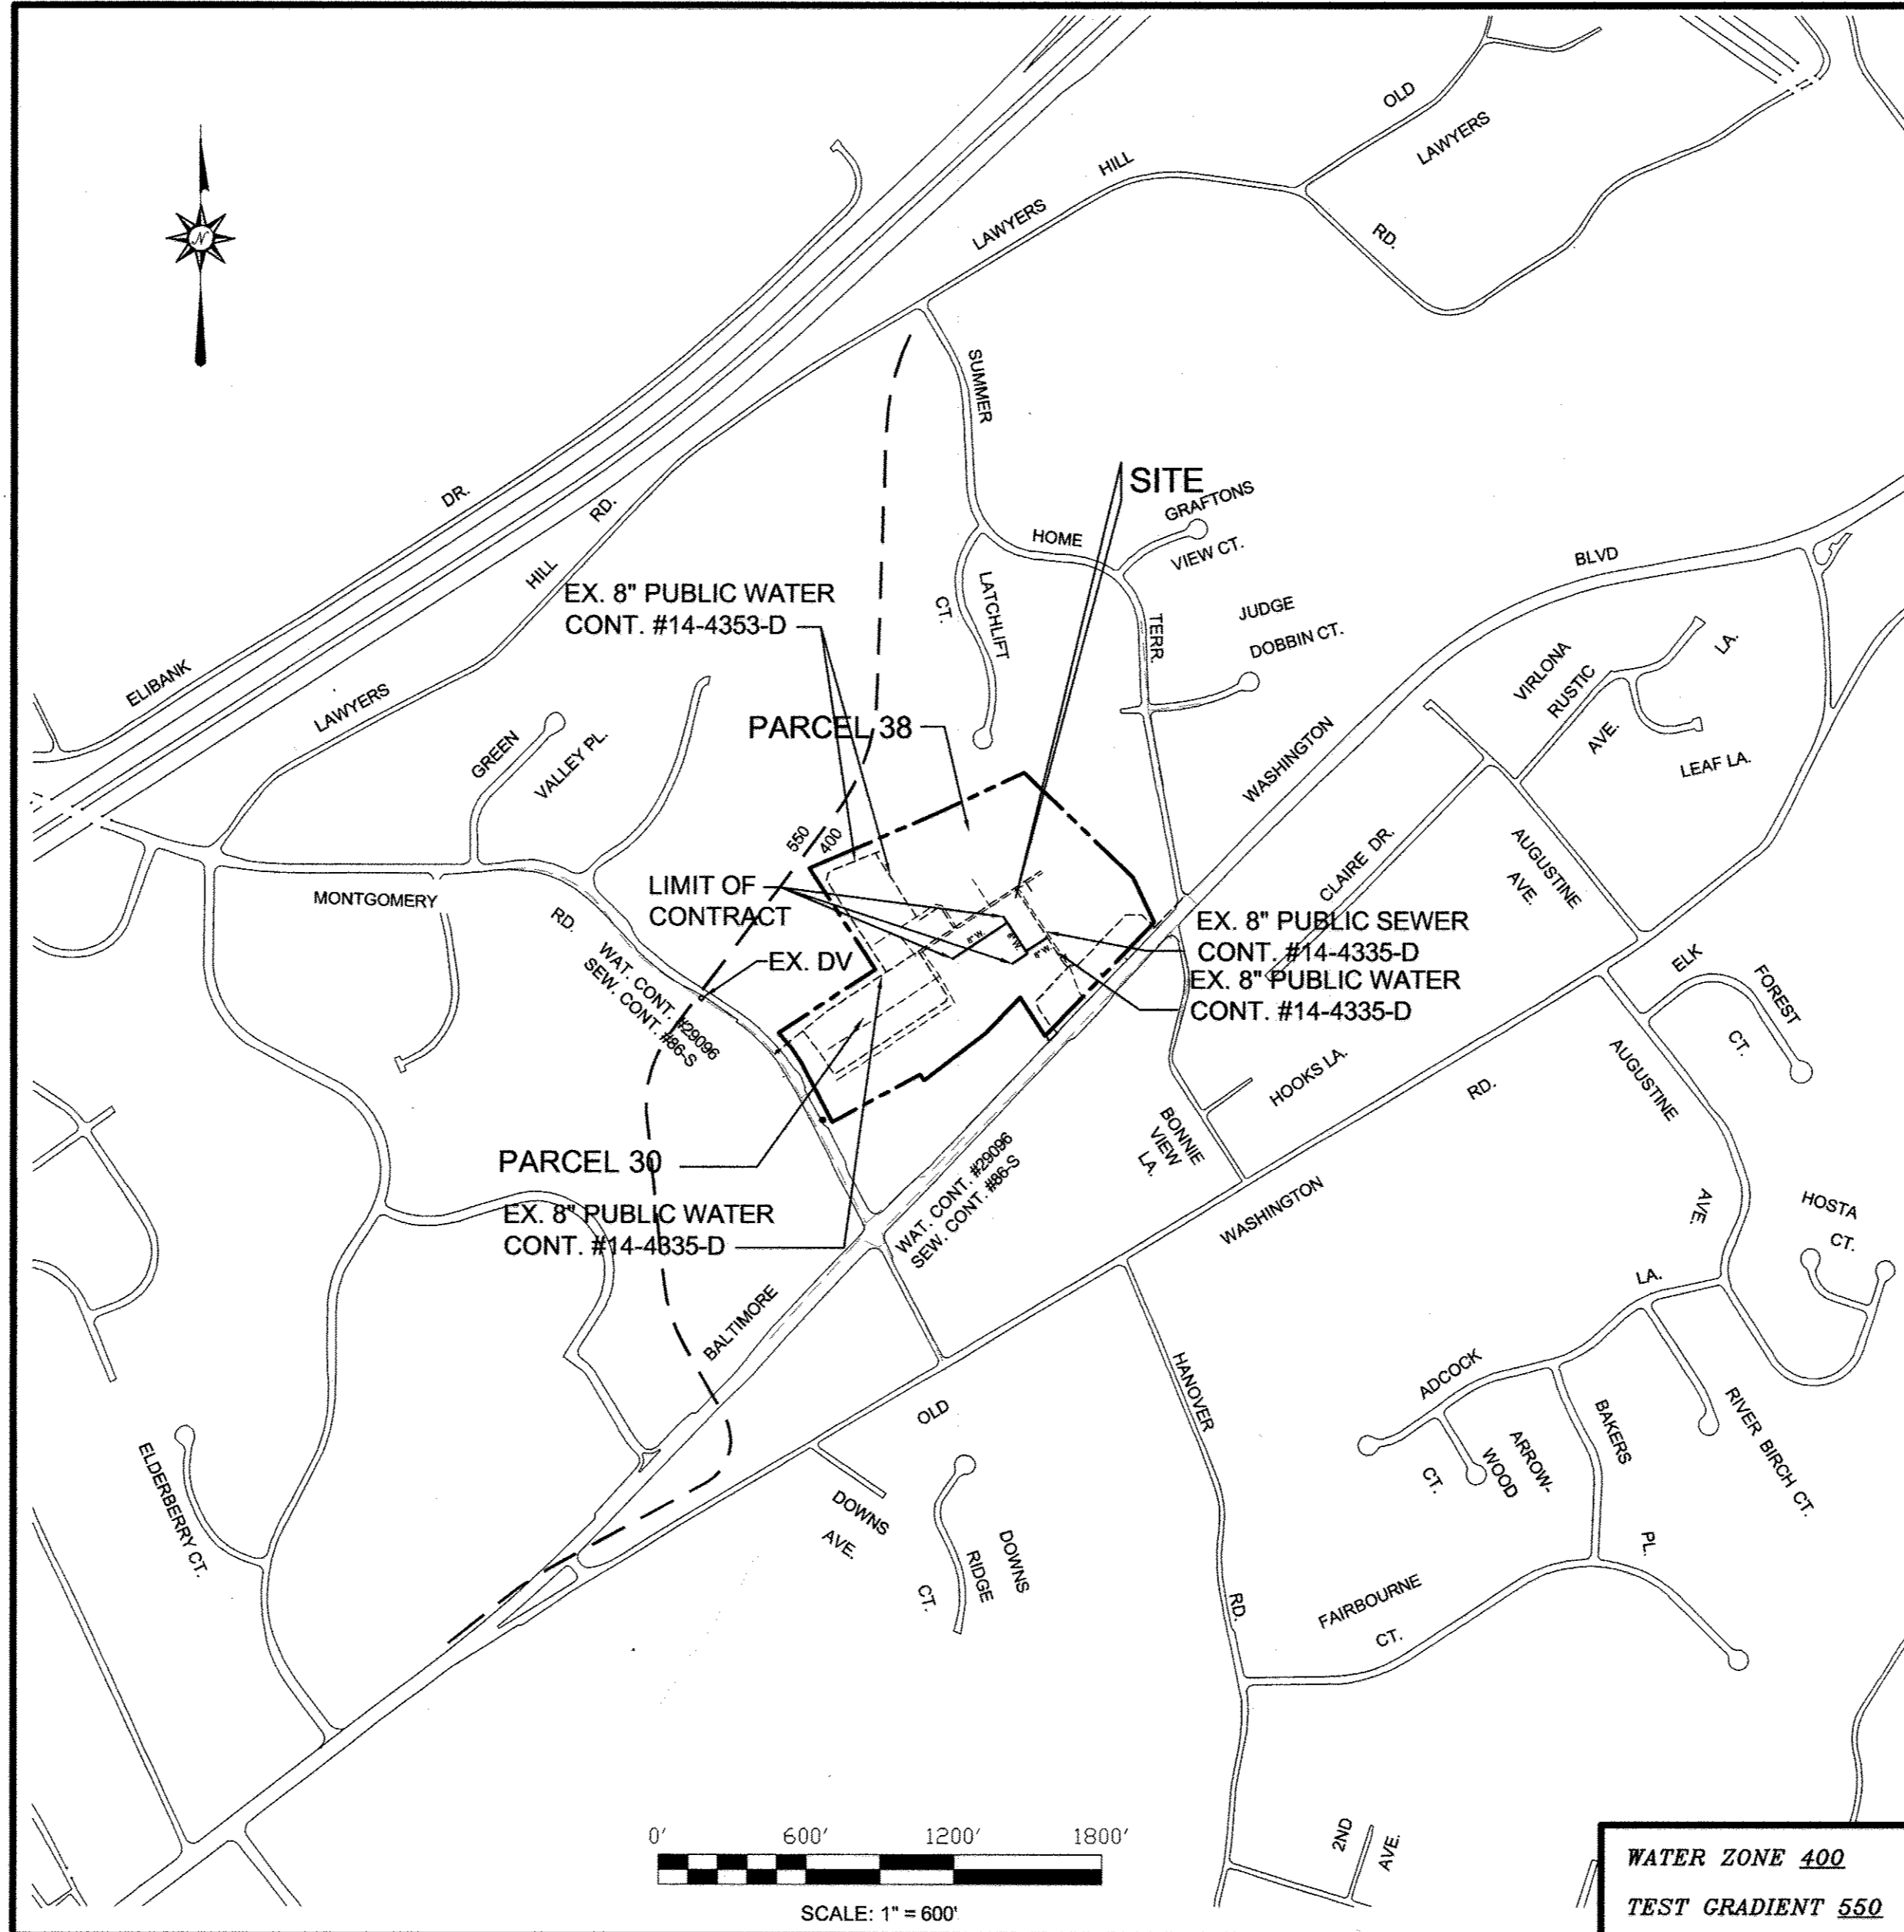 OLD
LAWYERS
HILL
LAWYERS
RD.
N
SUMMER
SITE
DR.
GRAFTONS
RD.
HOME
VIEW CT.
BLVD
HILL
LATCHLIFT
CT.
EX. 8" PUBLIC WATER
CONT. #14-4353-D
JUDGE
DOBBIN CT.
TERR.
ELIBANK
LAWYERS
VIRLONA
RUSTIC
LA.
AVE.
LEAF LA.
PARCEL 38
GREEN
VALLEY PL.
WASHINGTON
550
400
CLAIRE DR.
AUGUSTINE
AVE.
LIMIT OF
CONTRACT
MONTGOMERY
RD.
8"W.
8"W.
8"W.
EX. 8" PUBLIC SEWER
CONT. #14-4335-D
EX. 8" PUBLIC WATER
CONT. #14-4335-D
EX. DV
WAT. CONT. #29096
SEW. CONT. #86-S
ELK
FOREST
CT.
AUGUSTINE
AVE.
HOOKS LA.
RD.
BONNIE
VIEW
LA.
PARCEL 30
EX. 8" PUBLIC WATER
CONT. #14-4335-D
WAT. CONT. #29096
SEW. CONT. #86-S
WASHINGTON
HOSTA
CT.
LA.
BALTIMORE
HANOVER
ADCOCK
OLD
BAKERS
RIVER BIRCH CT.
ARROW-
WOOD
CT.
ELDERBERRY CT.
DOWNS
AVE.
DOWNS
RIDGE
CT.
PL.
FAIRBOURNE
CT.
RD.
2ND
AVE.
0' 600' 1200' 1800'
SCALE: 1" = 600'
WATER ZONE 400
TEST GRADIENT 550